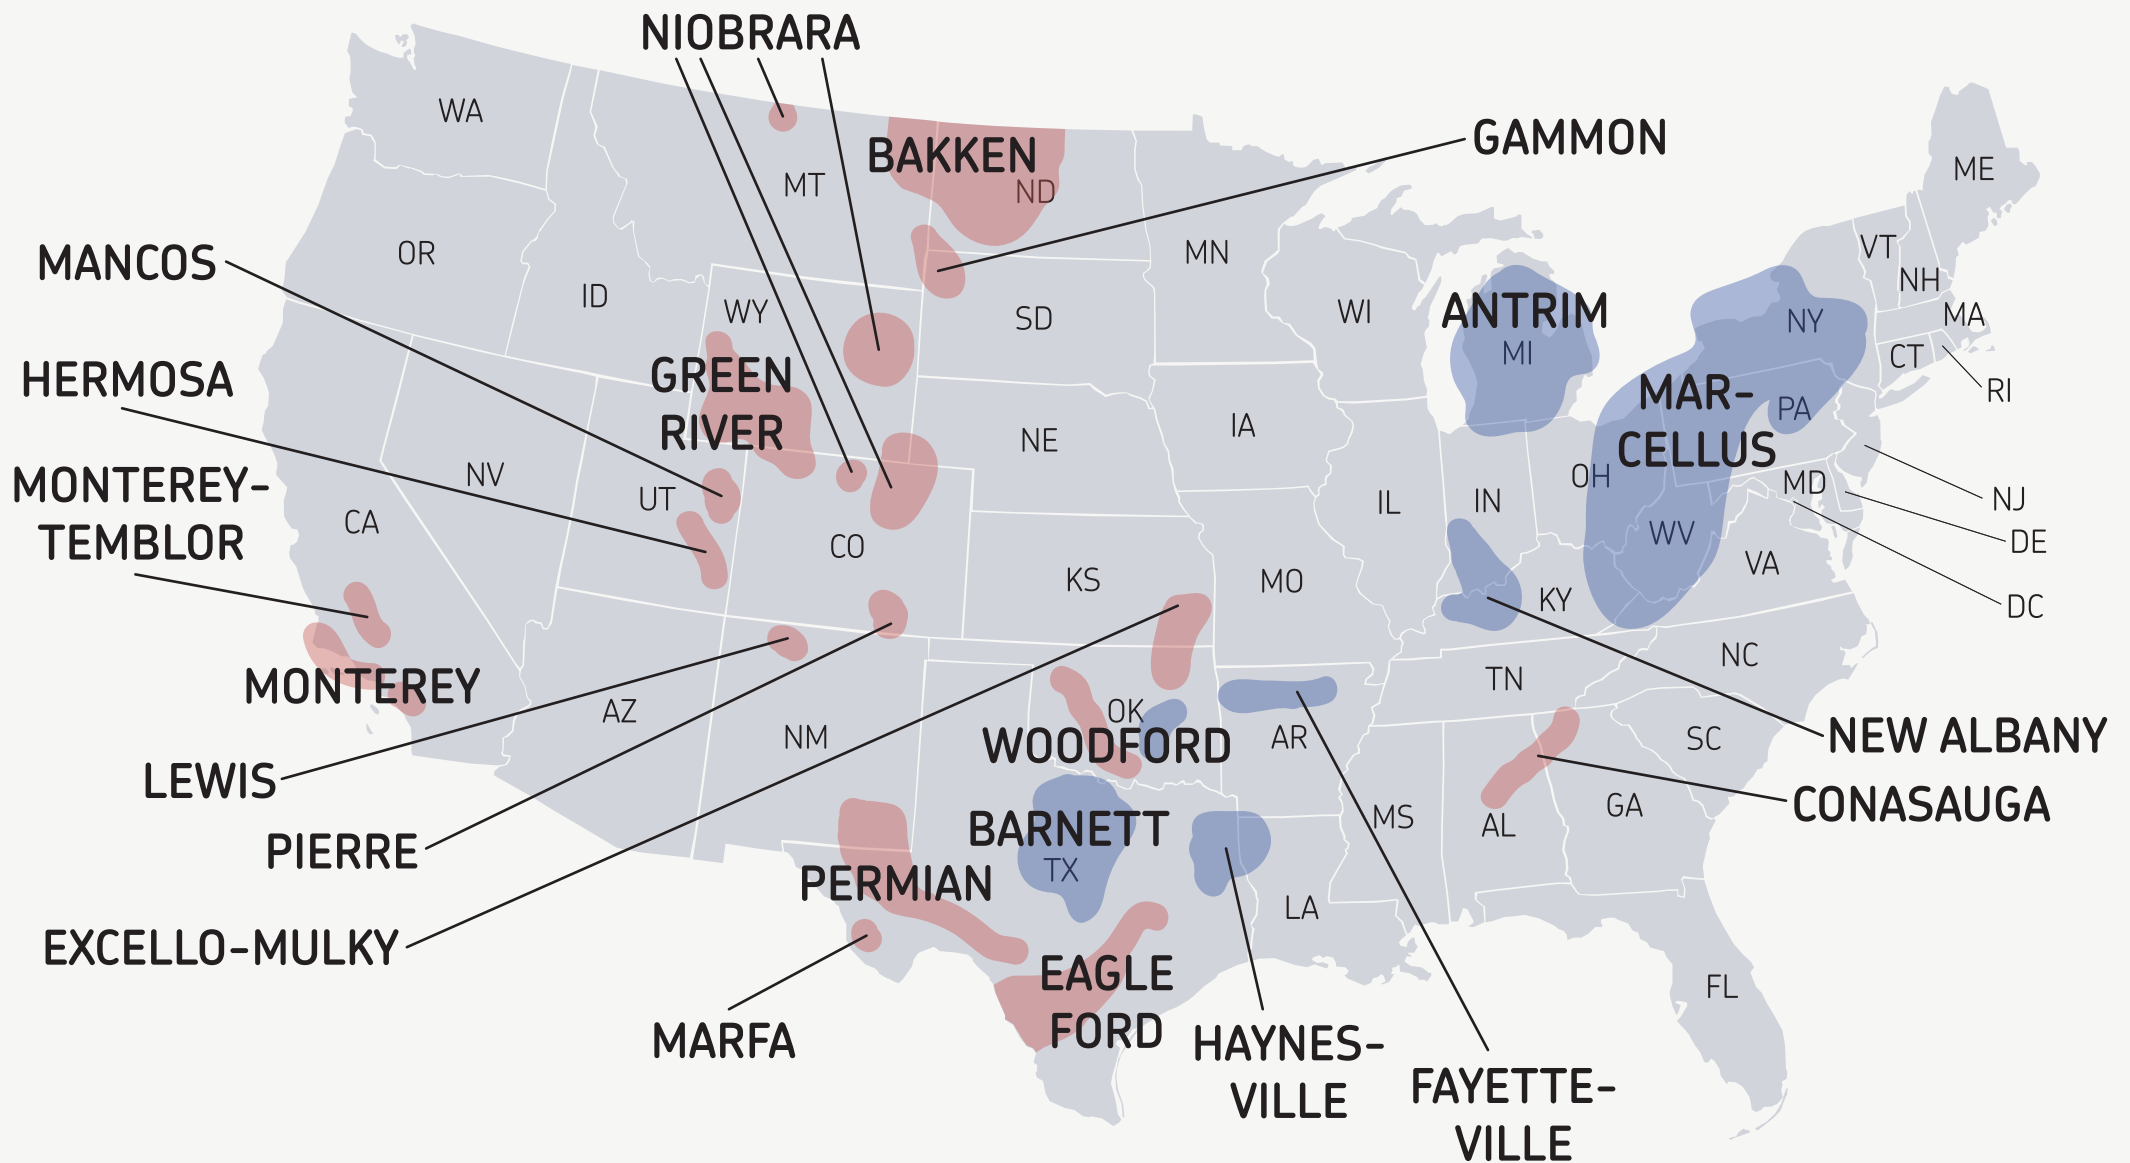 NIOBRARA
WA
BAKKEN
GAMMON
MT
ND
ME
MANCOS
OR
ID
WY
SD
MN
WI
ANTRIM
MI
VT
NH
NY
MA
HERMOSA
GREEN
RIVER
MAR-
CELLUS
CT
RI
PA
NE
IA
MONTEREY-
TEMBLOR
NV
UT
CA
CO
IL
IN
OH
MD
NJ
WV
DE
KS
MO
KY
VA
DC
MONTEREY
AZ
NM
OK
WOODFORD
AR
TN
NC
LEWIS
SC
NEW ALBANY
PIERRE
BARNETT
TX
PERMIAN
MS
AL
GA
CONASAUGA
EXCELLO-MULKY
LA
EAGLE
FORD
FL
MARFA
HAYNES-
VILLE
FAYETTE-
VILLE